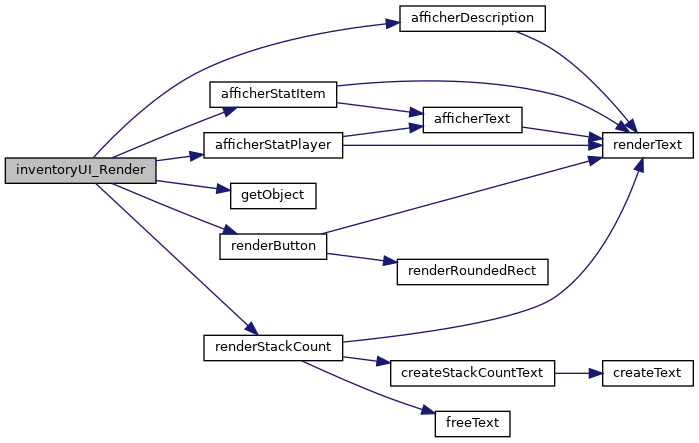 afficherDescription
afficherStatItem
afficherText
afficherStatPlayer
renderText
inventoryUI_Render
getObject
renderButton
renderRoundedRect
renderStackCount
createStackCountText
createText
freeText